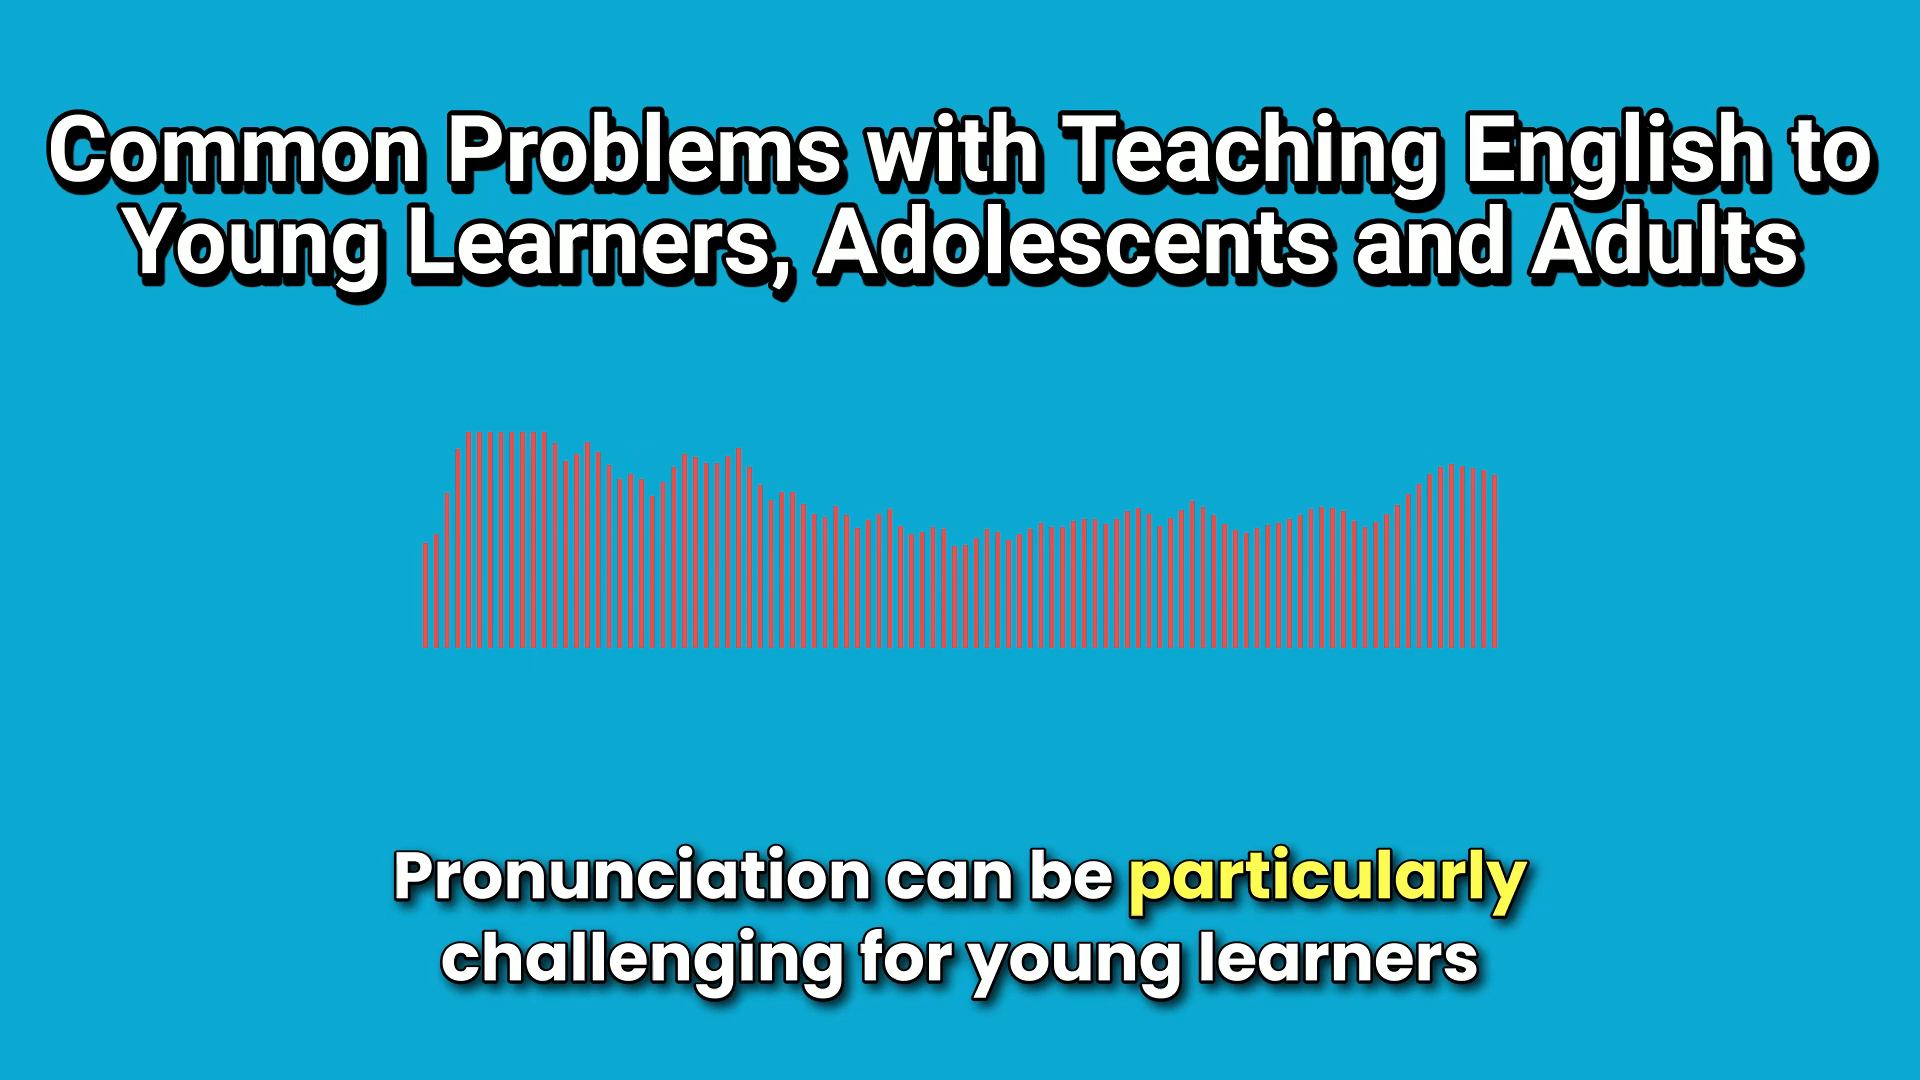 Common Problems with Teaching English to
Young Learners, Adolescents and Adults
Pronunciation can be particularly
challenging for young learners